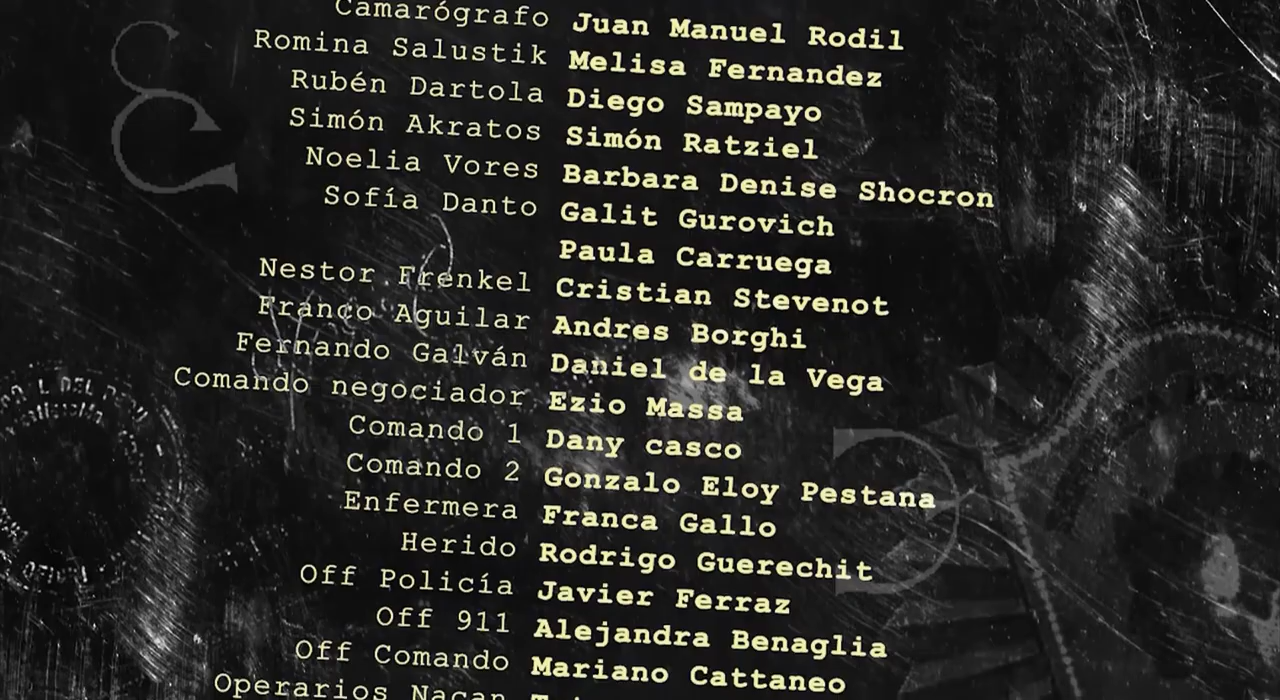 Camarógrafo Juan Manuel Rodil
Romina Salustik Melisa Fernandez
Rubén Dartola Diego Sampayo
Simón Akratos Simón Ratziel
Noelia Vores Barbara Denise Shocron
Sofía Danto Galit Gurovich
Paula Carruega
Nestor Frenkel Cristian Stevenot
Franco Aguilar Andres Borghi
Fernando Galván Daniel de la Vega
Comando negociador Ezio Massa
Comando 1 Dany casco
Comando 2 Gonzalo Eloy Pestana
Enfermera Franca Gallo
Herido Rodrigo Guerechit
Off Policía Javier Ferraz
Off 911 Alejandra Benaglia
Off Comando Mariano Cattaneo
Operarios Nacan